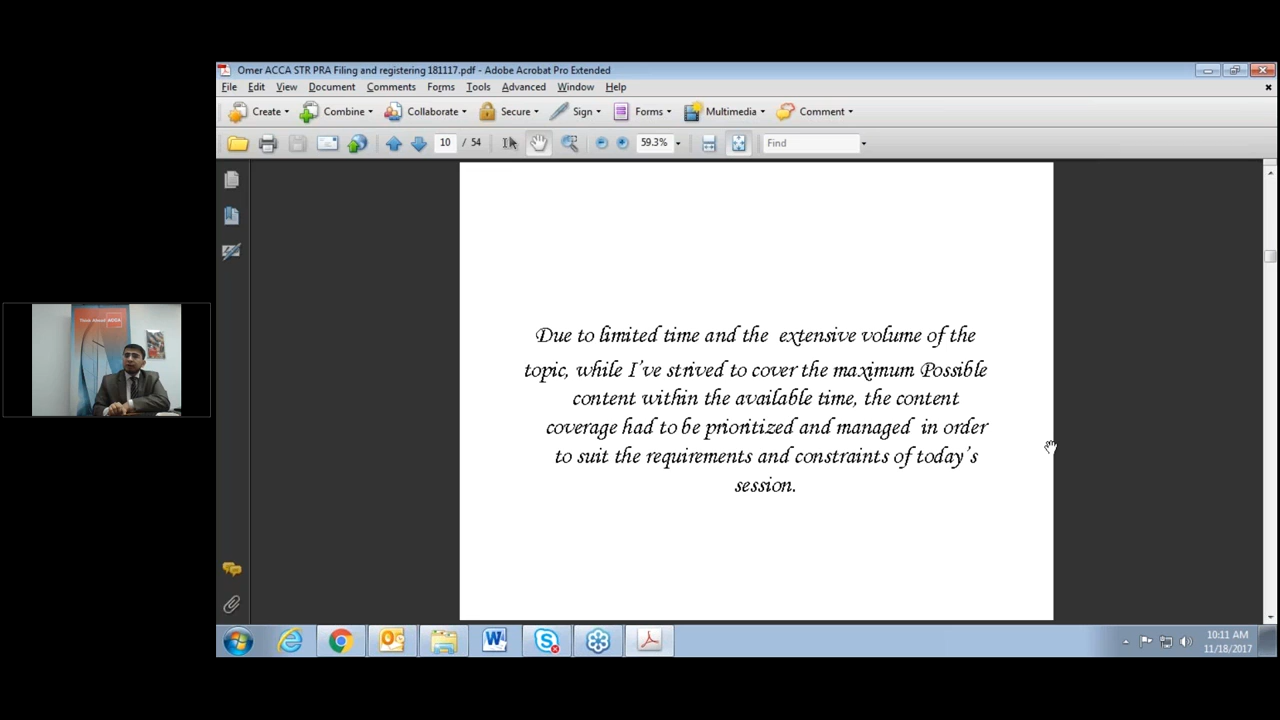 Omer ACCA STR PRA Filing and registering 181117.pdf - Adobe Acrobat Pro Extended
File Edit View Document Comments Forms Tools Advanced Window Help
Create Combine Collaborate Secure Sign Forms Multimedia Comment
10 / 54 59.3% Find
Due to limited time and the extensive volume of the
topic, while I've strived to cover the maximum Possible
content within the available time, the content
coverage had to be prioritized and managed in order
to suit the requirements and constraints of today's
session.
Think Ahead ACCA
10:11 AM
11/18/2017